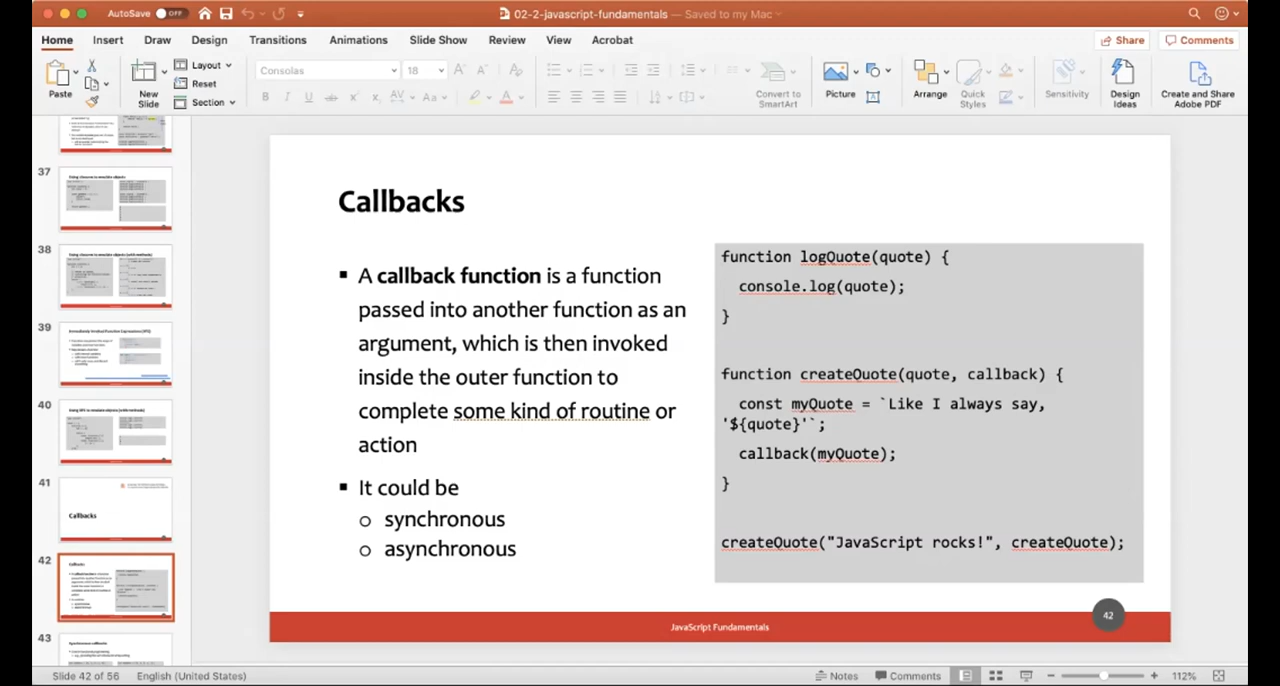 AutoSave OFF
02-2-javascript-fundamentals — Saved to my Mac
Home Insert Draw Design Transitions Animations Slide Show Review View Acrobat Share Comments
Paste
New Slide
Layout
Reset
Section
Consolas 18
Convert to SmartArt
Picture
Arrange
Quick Styles
Sensitivity
Design Ideas
Create and Share Adobe PDF
37
38
39
40
41
Callbacks
42
43
Callbacks
▪ A callback function is a function
passed into another function as an
argument, which is then invoked
inside the outer function to
complete some kind of routine or
action
▪ It could be
o synchronous
o asynchronous
function logQuote(quote) {
console.log(quote);
}
function createQuote(quote, callback) {
const myQuote = `Like I always say,
'${quote}'`;
callback(myQuote);
}
createQuote("JavaScript rocks!", createQuote);
JavaScript Fundamentals
42
Slide 42 of 56 English (United States) Notes Comments 112%